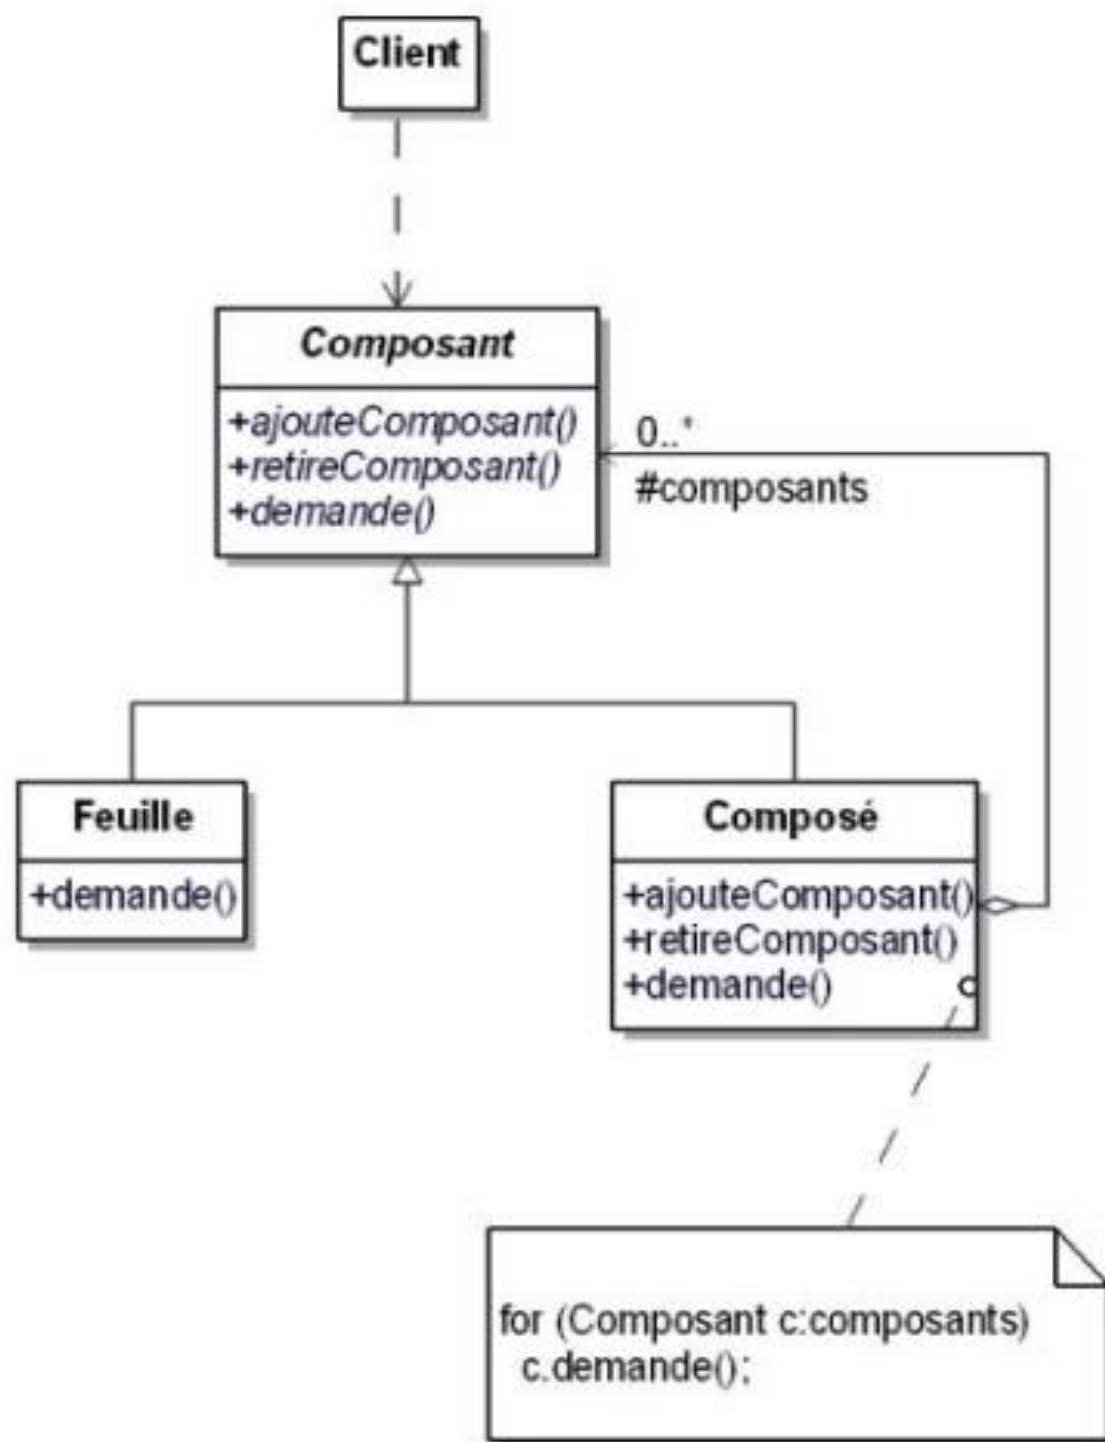 Client
Composant
+ajouteComposant()
+retireComposant()
+demande()
0..*
#composants
Feuille
+demande()
Composé
+ajouteComposant()
+retireComposant()
+demande()
for (Composant c:composants)
c.demande();